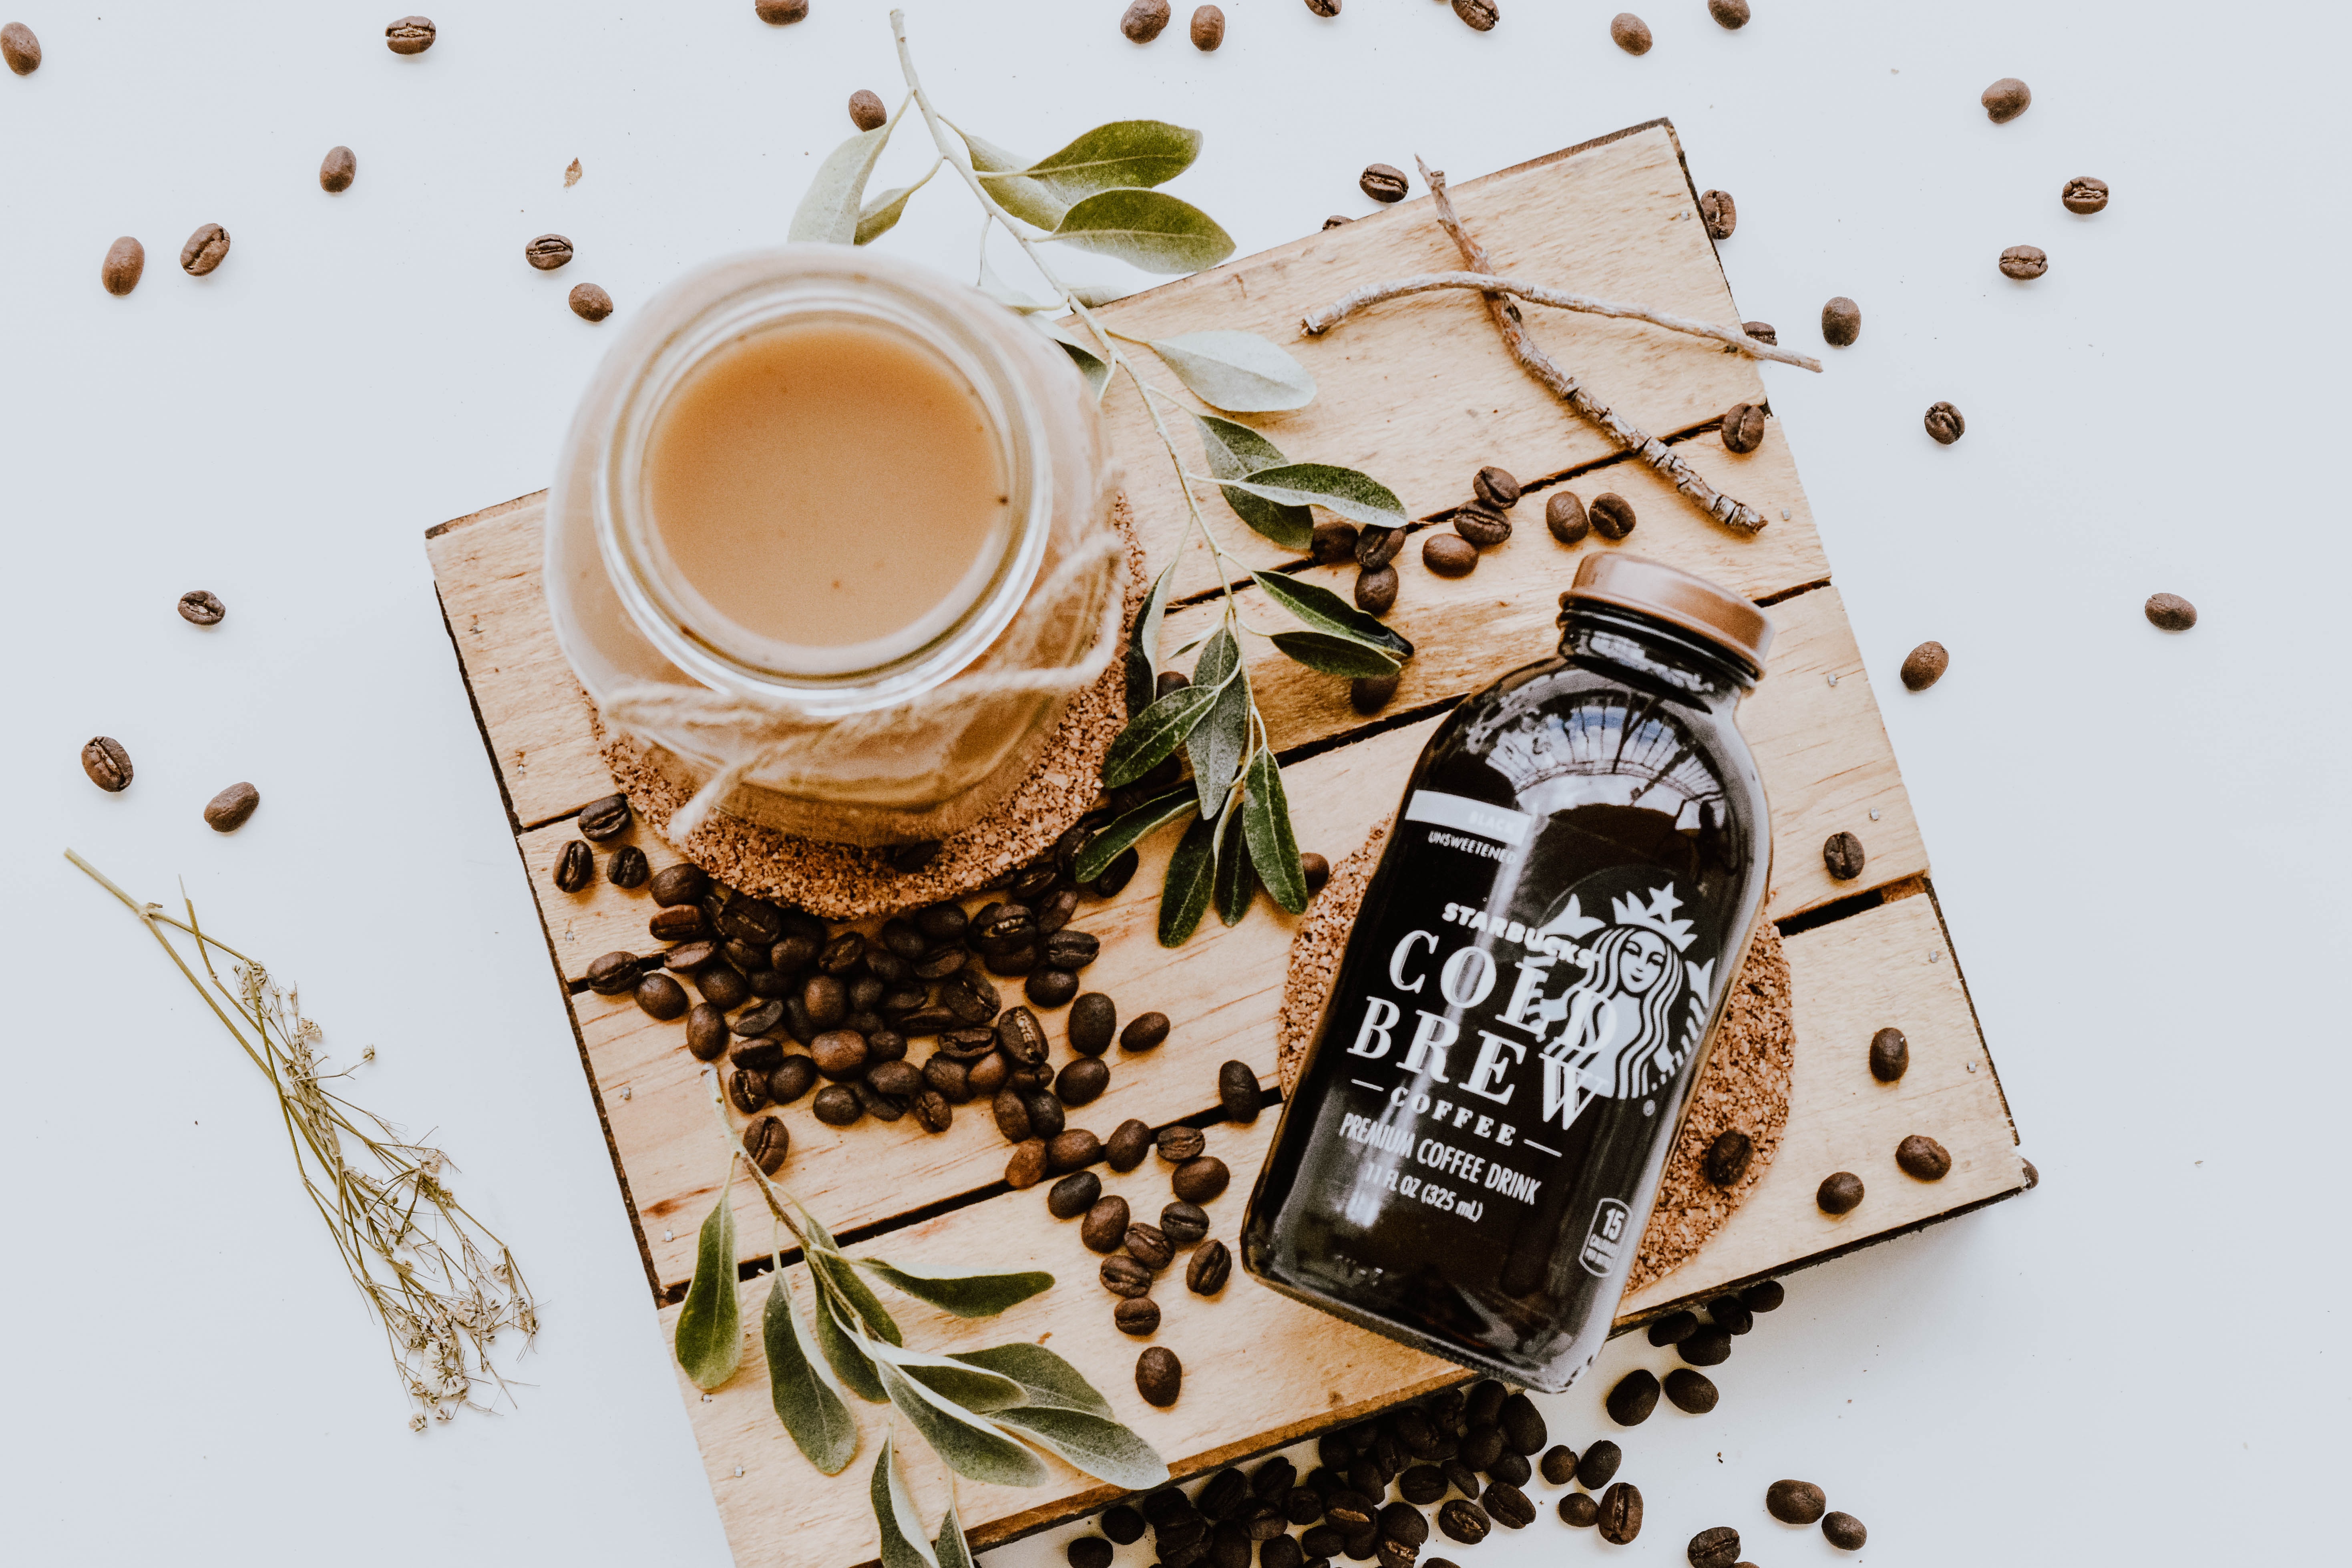 BLACK
UNSWEETENED
STARBUCKS
COLD
BREW
COFFEE
PREMIUM COFFEE DRINK
11 FL OZ (325 mL)
®
15